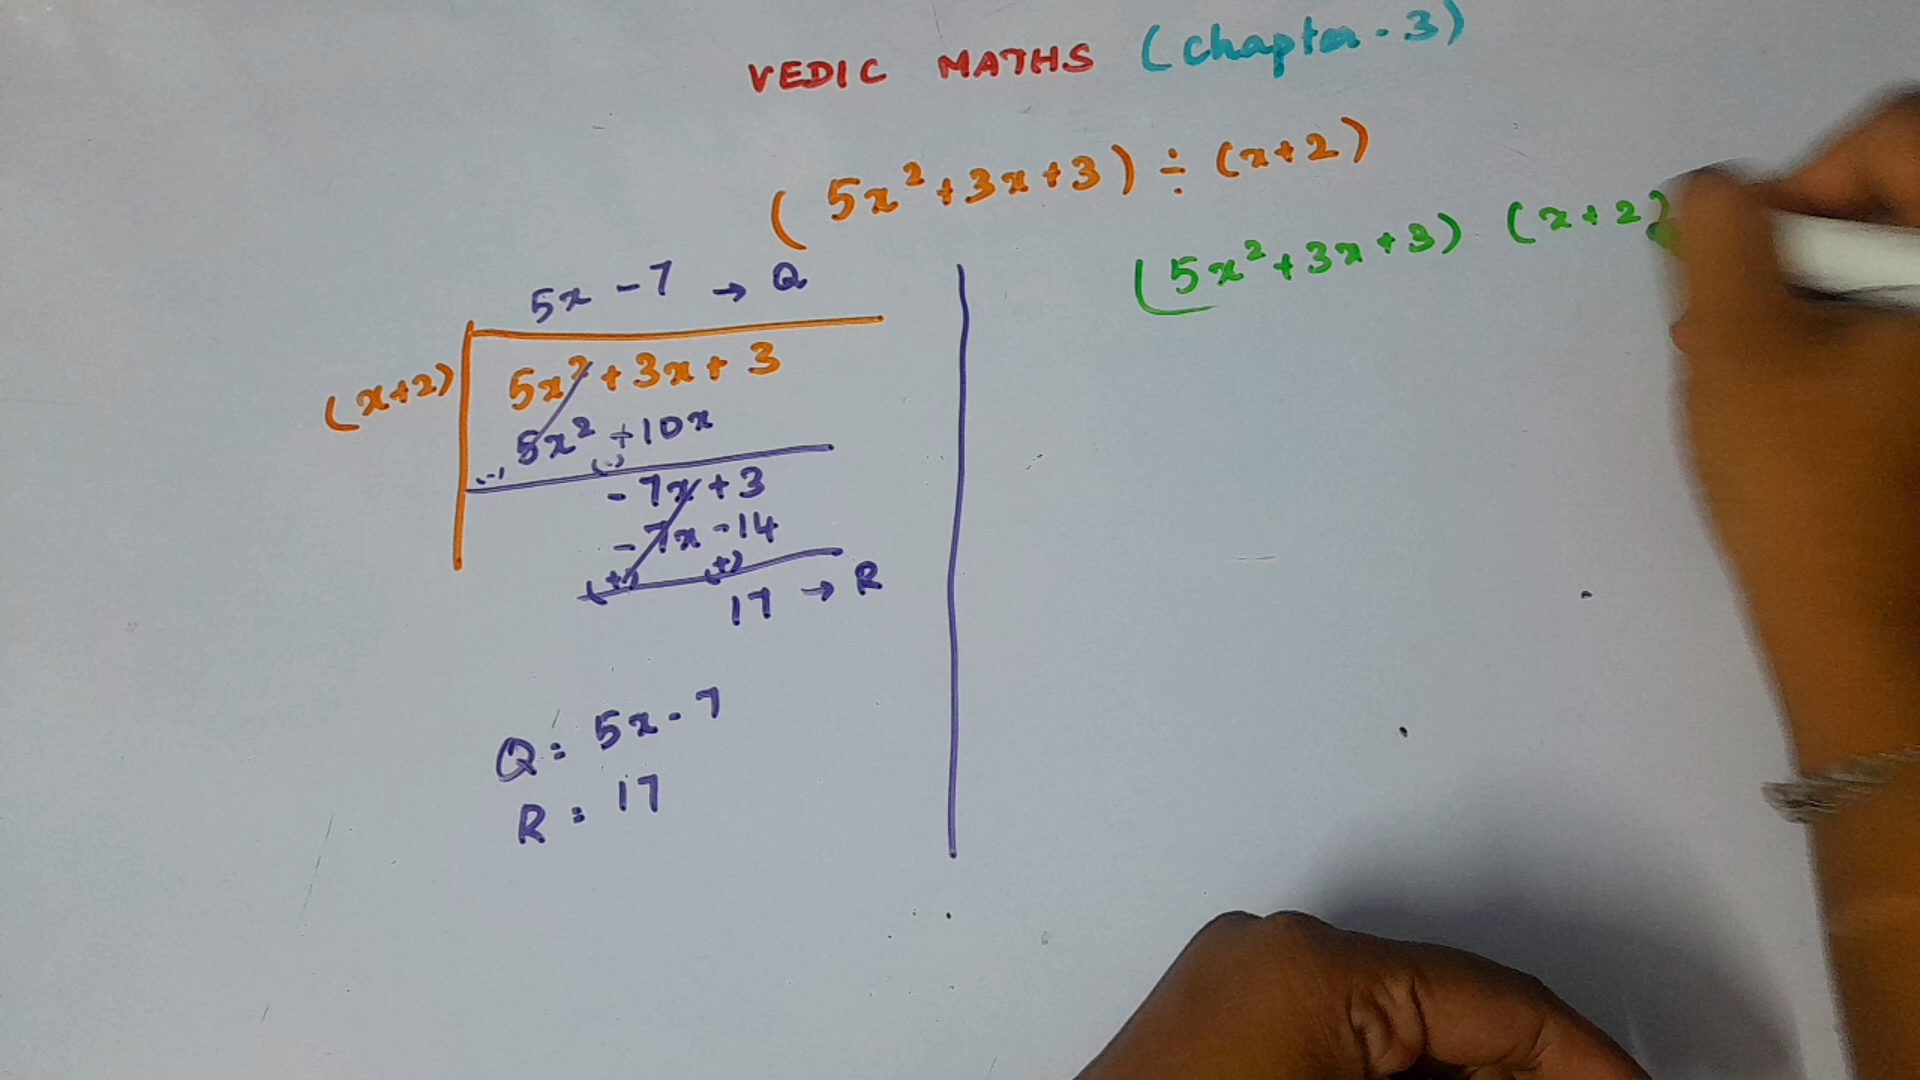 VEDIC MATHS (Chapter-3)
(5x²+3x+3) ÷ (x+2)
5x - 7 → Q
(x+2) 5x²+3x+3
5x² +10x
(-) (-)
-7x+3
-7x-14
(+) (+)
17 → R
Q = 5x-7
R = 17
(5x²+3x+3) (x+2)